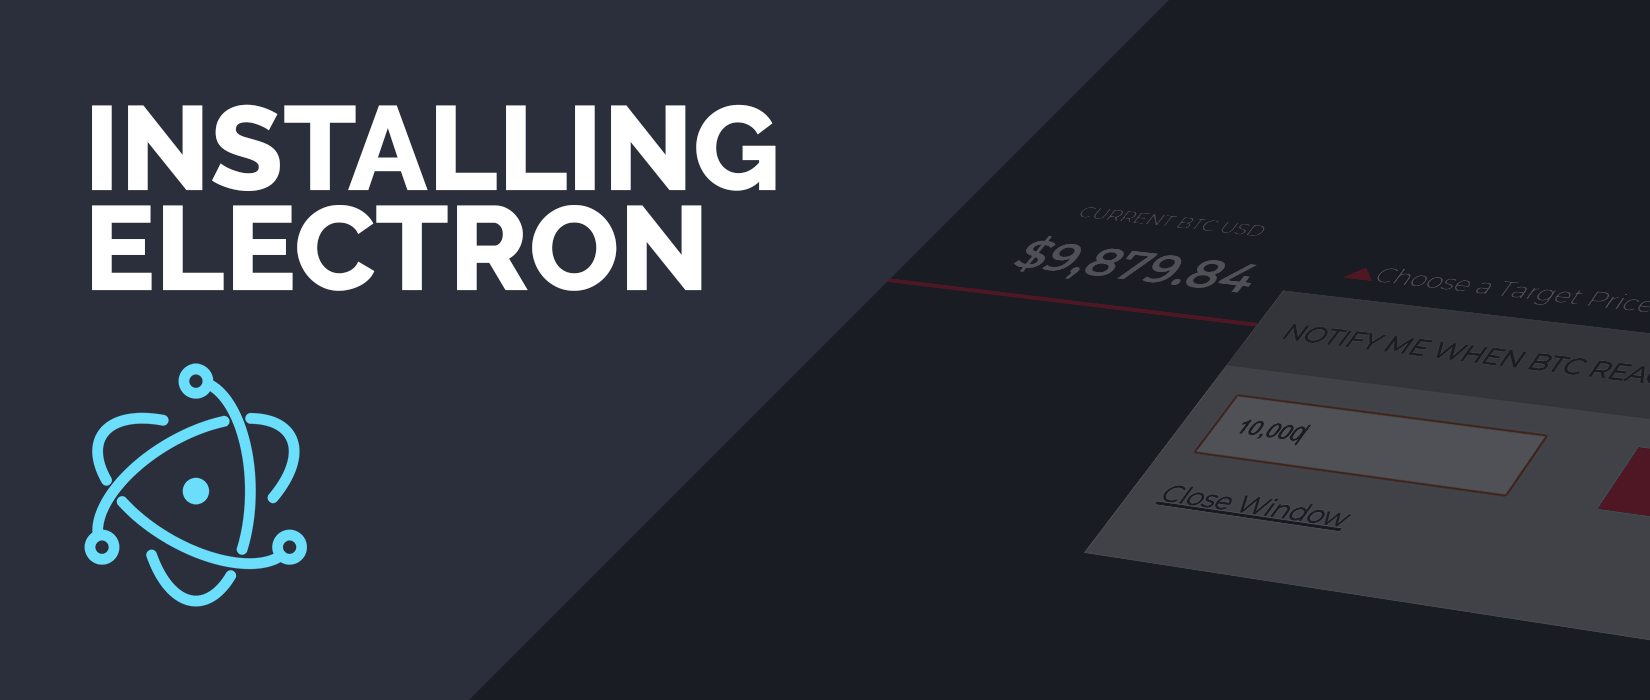 INSTALLING
ELECTRON
CURRENT BTC USD
$9,879.84
Choose a Target Price
NOTIFY ME WHEN BTC
10,000
Close Window